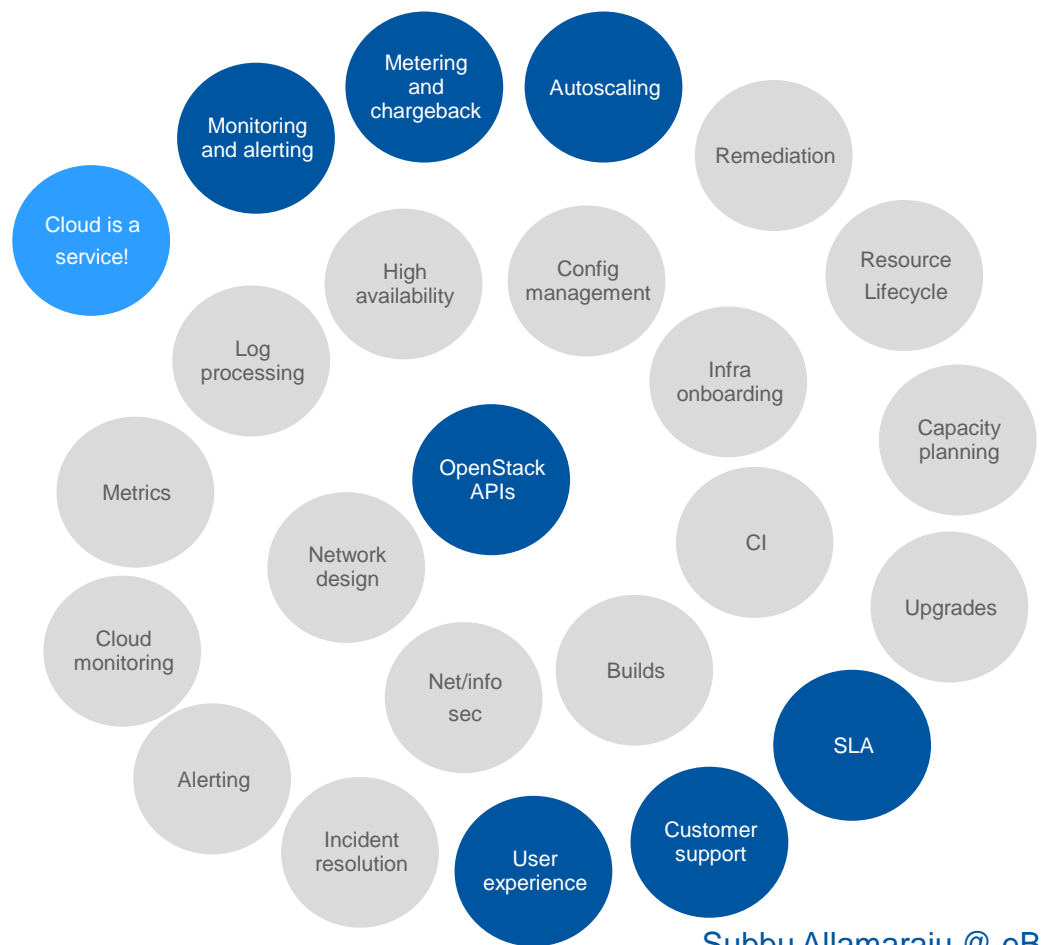 Metering
and
chargeback
Autoscaling
Monitoring
and alerting
Remediation
Cloud is a
service!
High
availability
Config
management
Resource
Lifecycle
Log
processing
Infra
onboarding
Capacity
planning
OpenStack
APIs
Metrics
CI
Network
design
Upgrades
Cloud
monitoring
Net/info
sec
Builds
SLA
Alerting
Incident
resolution
User
experience
Customer
support
Subbu Allamaraju @